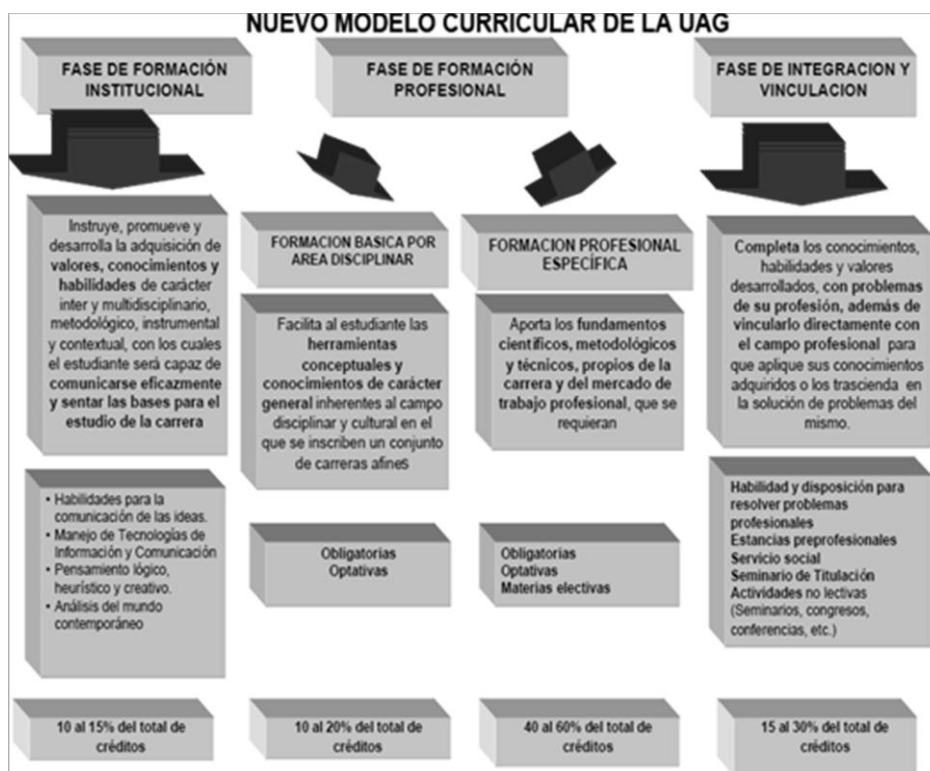 NUEVO MODELO CURRICULAR DE LA UAG
FASE DE FORMACIÓN
INSTITUCIONAL
FASE DE FORMACIÓN
PROFESIONAL
FASE DE INTEGRACION Y
VINCULACION
Instruye, promueve y
desarrolla la adquisición de
valores, conocimientos y
habilidades de carácter
inter y multidisciplinario,
metodológico, instrumental
y contextual, con los cuales
el estudiante será capaz de
comunicarse eficazmente
y sentar las bases para el
estudio de la carrera
FORMACION BASICA POR
AREA DISCIPLINAR
Facilita al estudiante las
herramientas
conceptuales y
conocimientos de carácter
general inherentes al campo
disciplinar y cultural en el
que se inscriben un conjunto
de carreras afines
FORMACION PROFESIONAL
ESPECÍFICA
Aporta los fundamentos
científicos, metodológicos
y técnicos, propios de la
carrera y del mercado de
trabajo profesional, que se
requieran
Completa los conocimientos,
habilidades y valores
desarrollados, con problemas
de su profesión, además de
vincularlo directamente con
el campo profesional para
que aplique sus conocimientos
adquiridos o los trascienda en
la solución de problemas del
mismo.
• Habilidades para la
comunicación de las ideas.
• Manejo de Tecnologías de
Información y Comunicación
• Pensamiento lógico,
heurístico y creativo.
• Análisis del mundo
contemporáneo
Obligatorias
Optativas
Obligatorias
Optativas
Materias electivas
Habilidad y disposición para
resolver problemas
profesionales
Estancias preprofesionales
Servicio social
Seminario de Titulación
Actividades no lectivas
(Seminarios, congresos,
conferencias, etc.)
10 al 15% del total de
créditos
10 al 20% del total de
créditos
40 al 60% del total de
créditos
15 al 30% del total de
créditos